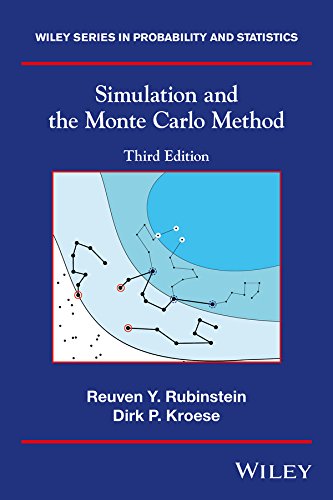 WILEY SERIES IN PROBABILITY AND STATISTICS
Simulation and
the Monte Carlo Method
Third Edition
Reuven Y. Rubinstein
Dirk P. Kroese
WILEY